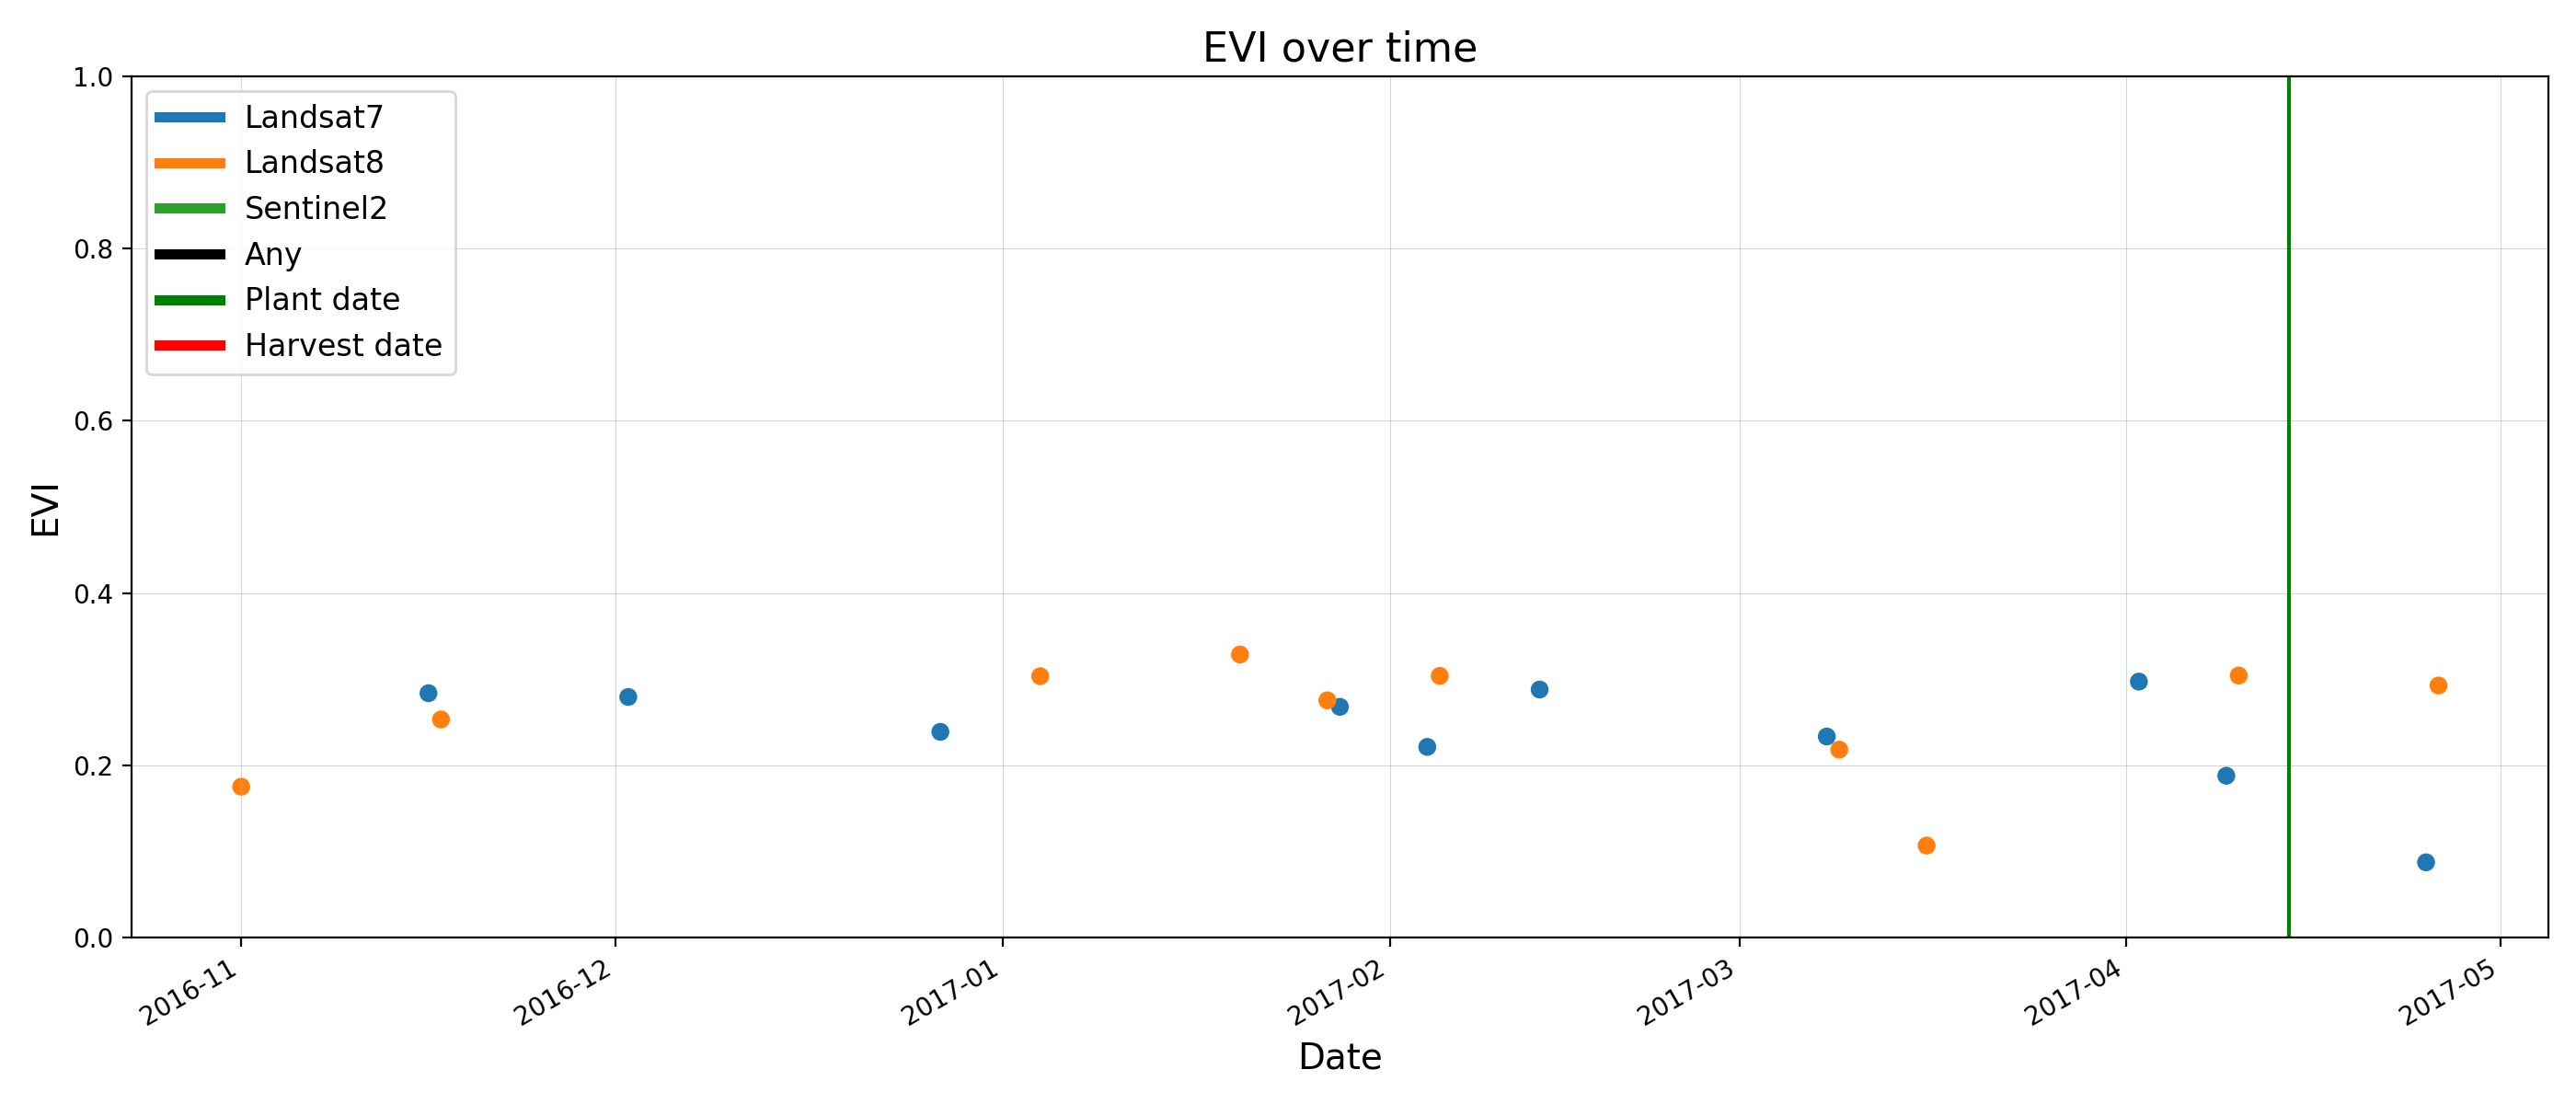 EVI over time
1.0
0.8
0.6
0.4
0.2
0.0
EVI
Landsat7
Landsat8
Sentinel2
Any
Plant date
Harvest date
2016-11
2016-12
2017-01
2017-02
2017-03
2017-04
2017-05
Date